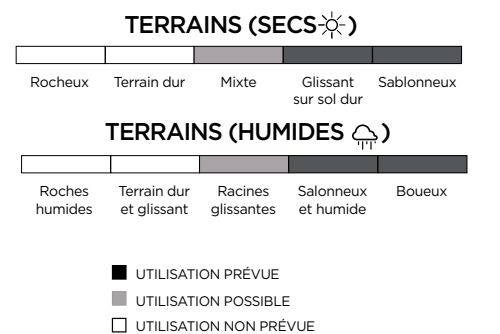 TERRAINS (SECS)
Rocheux Terrain dur Mixte Glissant sur sol dur Sablonneux
TERRAINS (HUMIDES)
Roches humides Terrain dur et glissant Racines glissantes Salonneux et humide Boueux
UTILISATION PRÉVUE
UTILISATION POSSIBLE
UTILISATION NON PRÉVUE